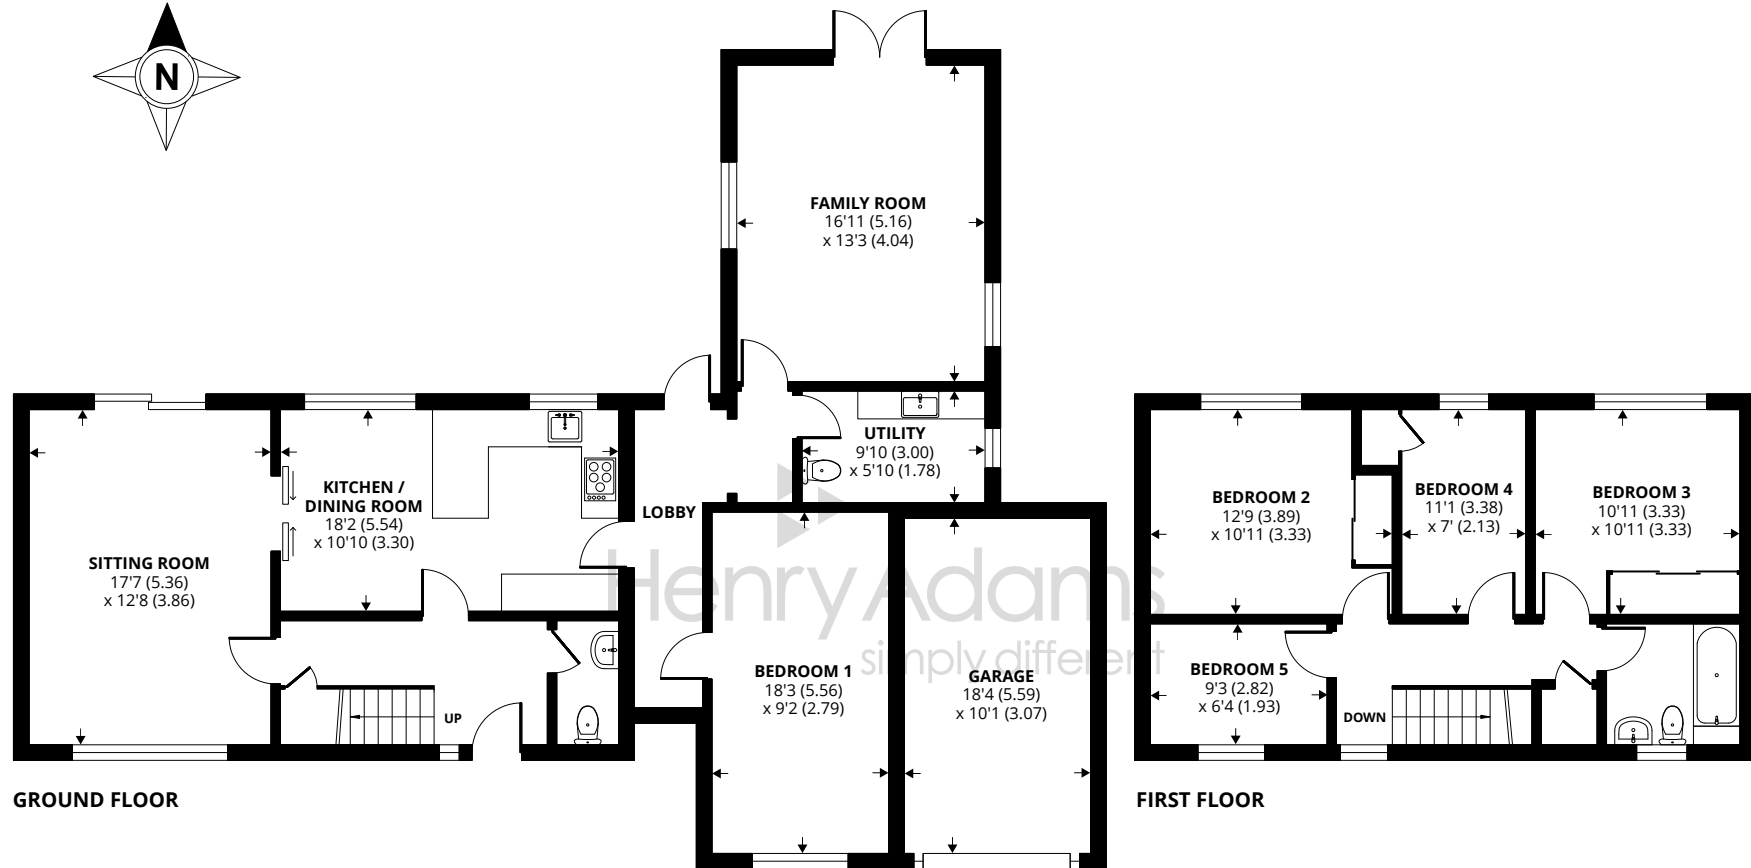 N
FAMILY ROOM
16'11 (5.16)
x 13'3 (4.04)
UTILITY
9'10 (3.00)
x 5'10 (1.78)
KITCHEN /
DINING ROOM
18'2 (5.54)
x 10'10 (3.30)
LOBBY
SITTING ROOM
17'7 (5.36)
x 12'8 (3.86)
BEDROOM 1
18'3 (5.56)
x 9'2 (2.79)
GARAGE
18'4 (5.59)
x 10'1 (3.07)
UP
GROUND FLOOR
BEDROOM 2
12'9 (3.89)
x 10'11 (3.33)
BEDROOM 4
11'1 (3.38)
x 7' (2.13)
BEDROOM 3
10'11 (3.33)
x 10'11 (3.33)
BEDROOM 5
9'3 (2.82)
x 6'4 (1.93)
DOWN
FIRST FLOOR
HenryAdams
simply different